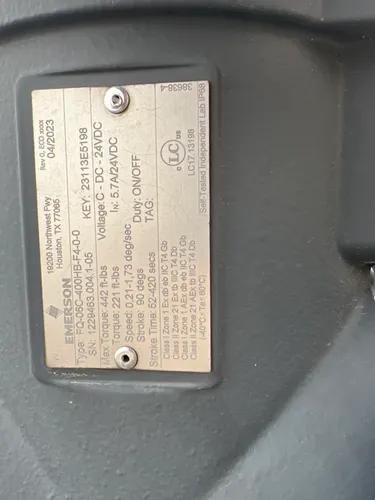 EMERSON
19200 Northwest Fwy
Houston, TX 77065
Rev 0, ECO xxxx
04/2023
Type: FQ-05C-400HB-F4-0-0
SN: 1229463.004.1-05 KEY: 23113E5198
Max Torque: 442 ft-lbs Voltage: C - DC - 24VDC
Torque: 221 ft-lbs IN: 5.7A/24VDC
Speed: 0,21-1,73 deg/sec Duty: ON/OFF
Stroke: 90 degs TAG:
Stroke Time: 52-420 secs
Class I Zone 1 Ex db eb IIC T4 Gb
Class II Zone 21 Ex tb IIIC T4 Db
Class I Zone 1 AEx db eb IIC T4 Gb
Class II Zone 21 AEx tb IIIC T4 Db
(-40°C ≤Ta≤ 60°C)
c LC us
LC17.13198
Self-Tested Independent Lab IP68
38638-4